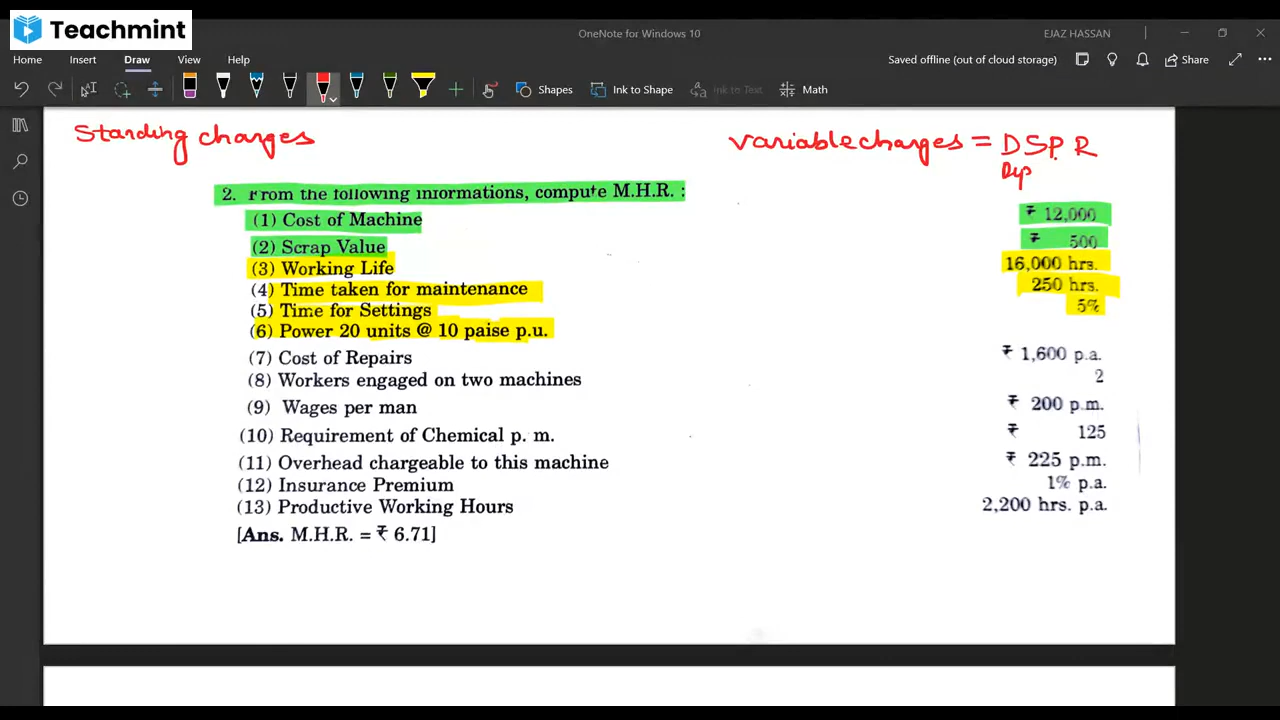 Teachmint
OneNote for Windows 10
EJAZ HASSAN
Home Insert Draw View Help
Saved offline (out of cloud storage) Share
Shapes Ink to Shape Ink to Text Math
Standing charges
variable charges = D S P. R
Dep
2. From the following informations, compute M.H.R. :
(1) Cost of Machine ₹ 12,000
(2) Scrap Value ₹ 500
(3) Working Life 16,000 hrs.
(4) Time taken for maintenance 250 hrs.
(5) Time for Settings 5%
(6) Power 20 units @ 10 paise p.u.
(7) Cost of Repairs ₹ 1,600 p.a.
(8) Workers engaged on two machines 2
(9) Wages per man ₹ 200 p.m.
(10) Requirement of Chemical p. m. ₹ 125
(11) Overhead chargeable to this machine ₹ 225 p.m.
(12) Insurance Premium 1% p.a.
(13) Productive Working Hours 2,200 hrs. p.a.
[Ans. M.H.R. = ₹ 6.71]